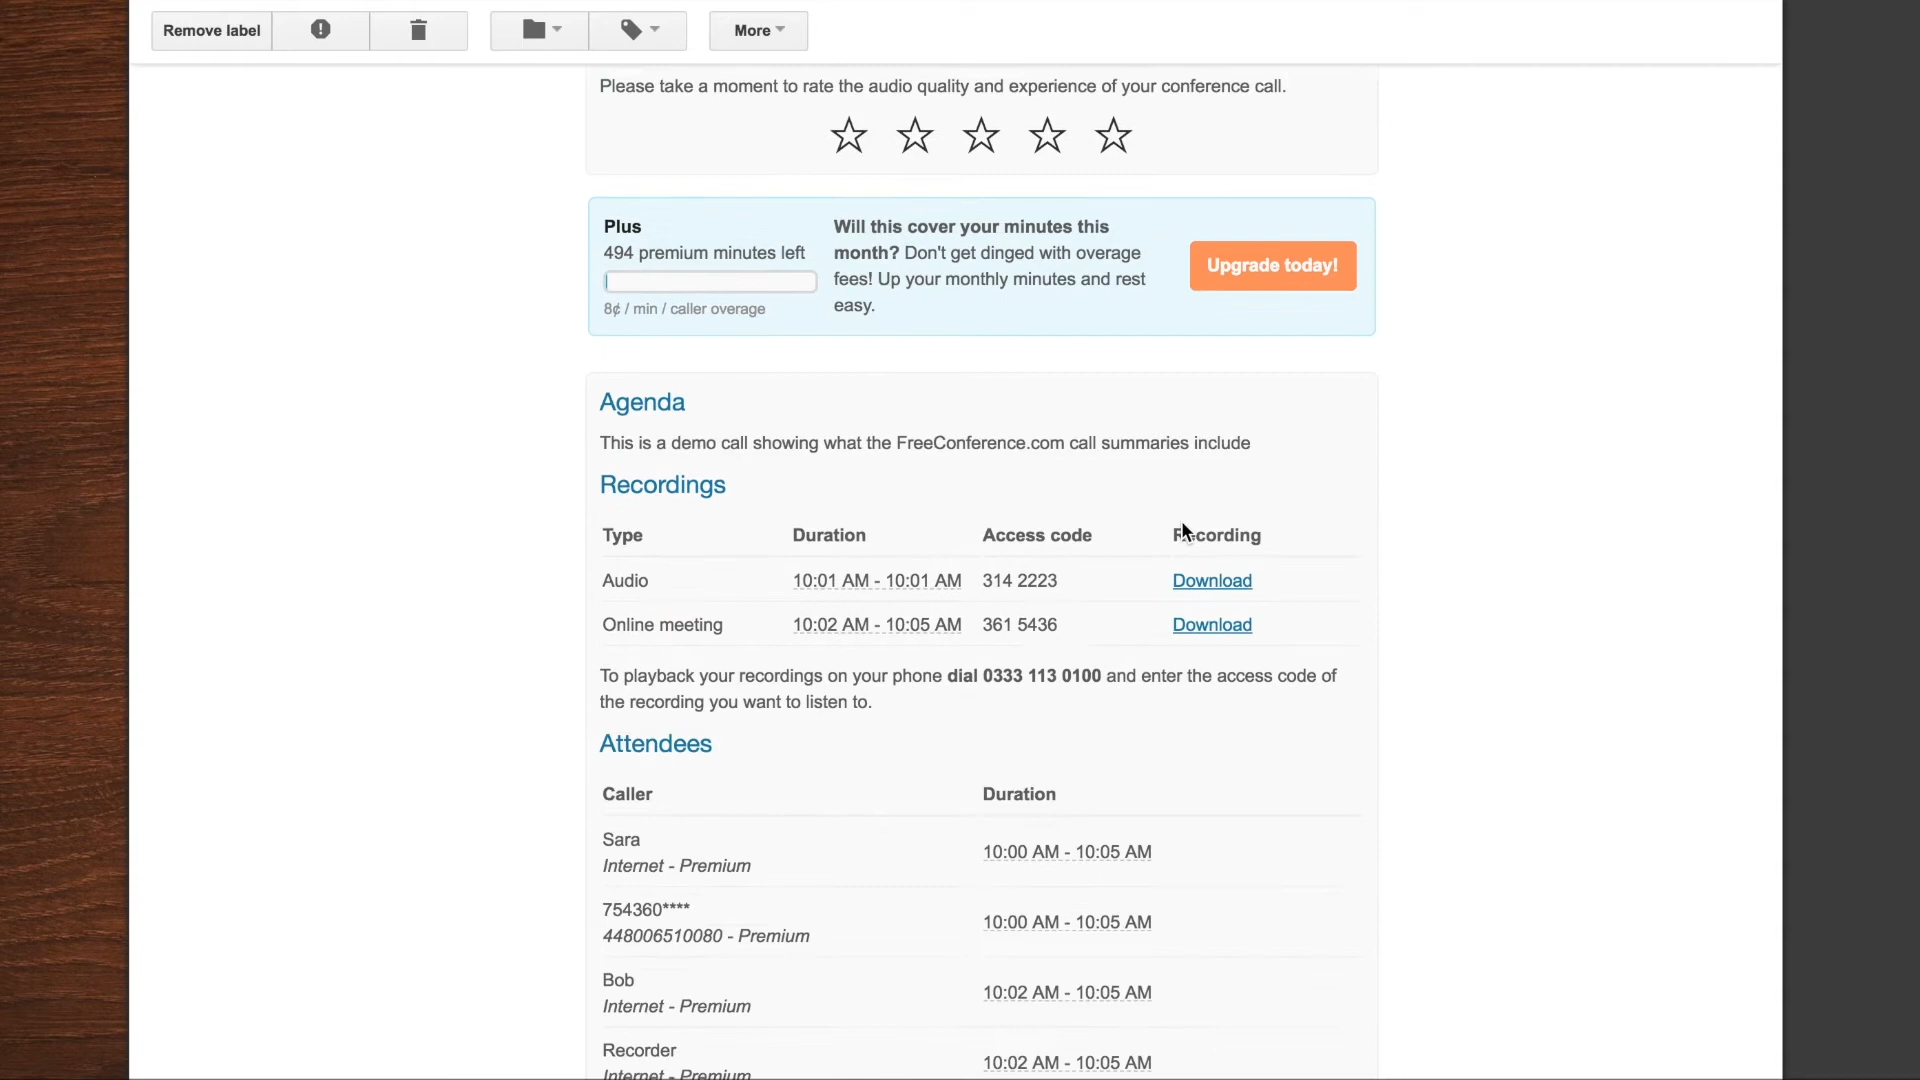 Remove label
More
Please take a moment to rate the audio quality and experience of your conference call.
Plus
494 premium minutes left
8¢ / min / caller overage
Will this cover your minutes this
month? Don't get dinged with overage
fees! Up your monthly minutes and rest
easy.
Upgrade today!
Agenda
This is a demo call showing what the FreeConference.com call summaries include
Recordings
Type Duration Access code Recording
Audio 10:01 AM - 10:01 AM 314 2223 Download
Online meeting 10:02 AM - 10:05 AM 361 5436 Download
To playback your recordings on your phone dial 0333 113 0100 and enter the access code of
the recording you want to listen to.
Attendees
Caller Duration
Sara
Internet - Premium
10:00 AM - 10:05 AM
754360****
448006510080 - Premium
10:00 AM - 10:05 AM
Bob
Internet - Premium
10:02 AM - 10:05 AM
Recorder
Internet - Premium
10:02 AM - 10:05 AM